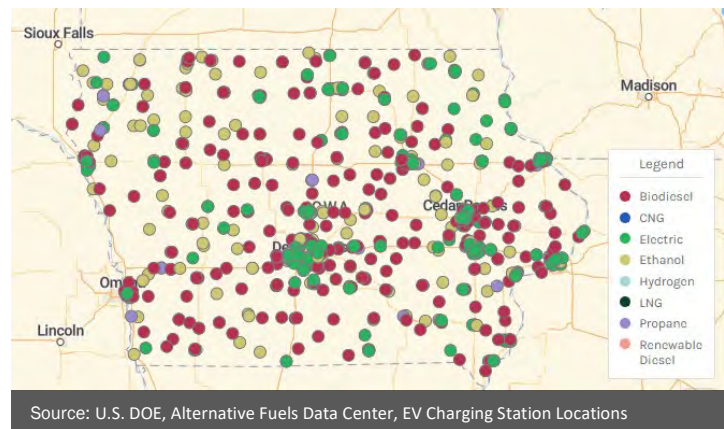 Sioux Falls
Madison
Legend
Biodiesel
CNG
Electric
Ethanol
Hydrogen
LNG
Propane
Renewable
Diesel
Lincoln
Source: U.S. DOE, Alternative Fuels Data Center, EV Charging Station Locations